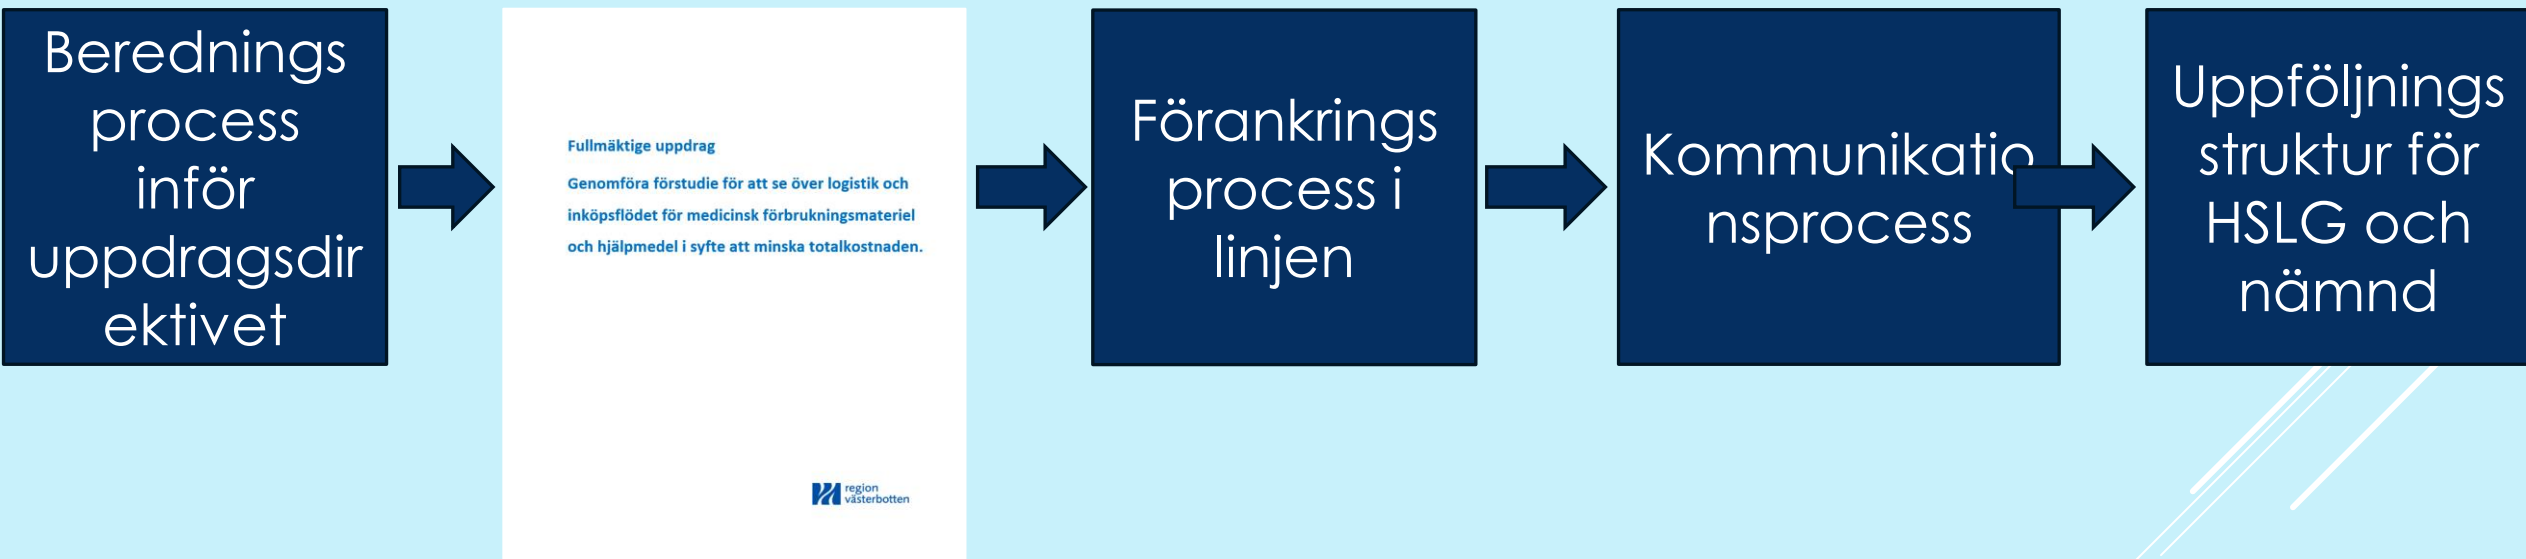 Berednings
process
inför
uppdragsdir
ektivet
Fullmäktige uppdrag
Genomföra förstudie för att se över logistik och
inköpsflödet för medicinsk förbrukningsmateriel
och hjälpmedel i syfte att minska totalkostnaden.
region
västerbotten
Förankrings
process i
linjen
Kommunikatio
nsprocess
Uppföljnings
struktur för
HSLG och
nämnd